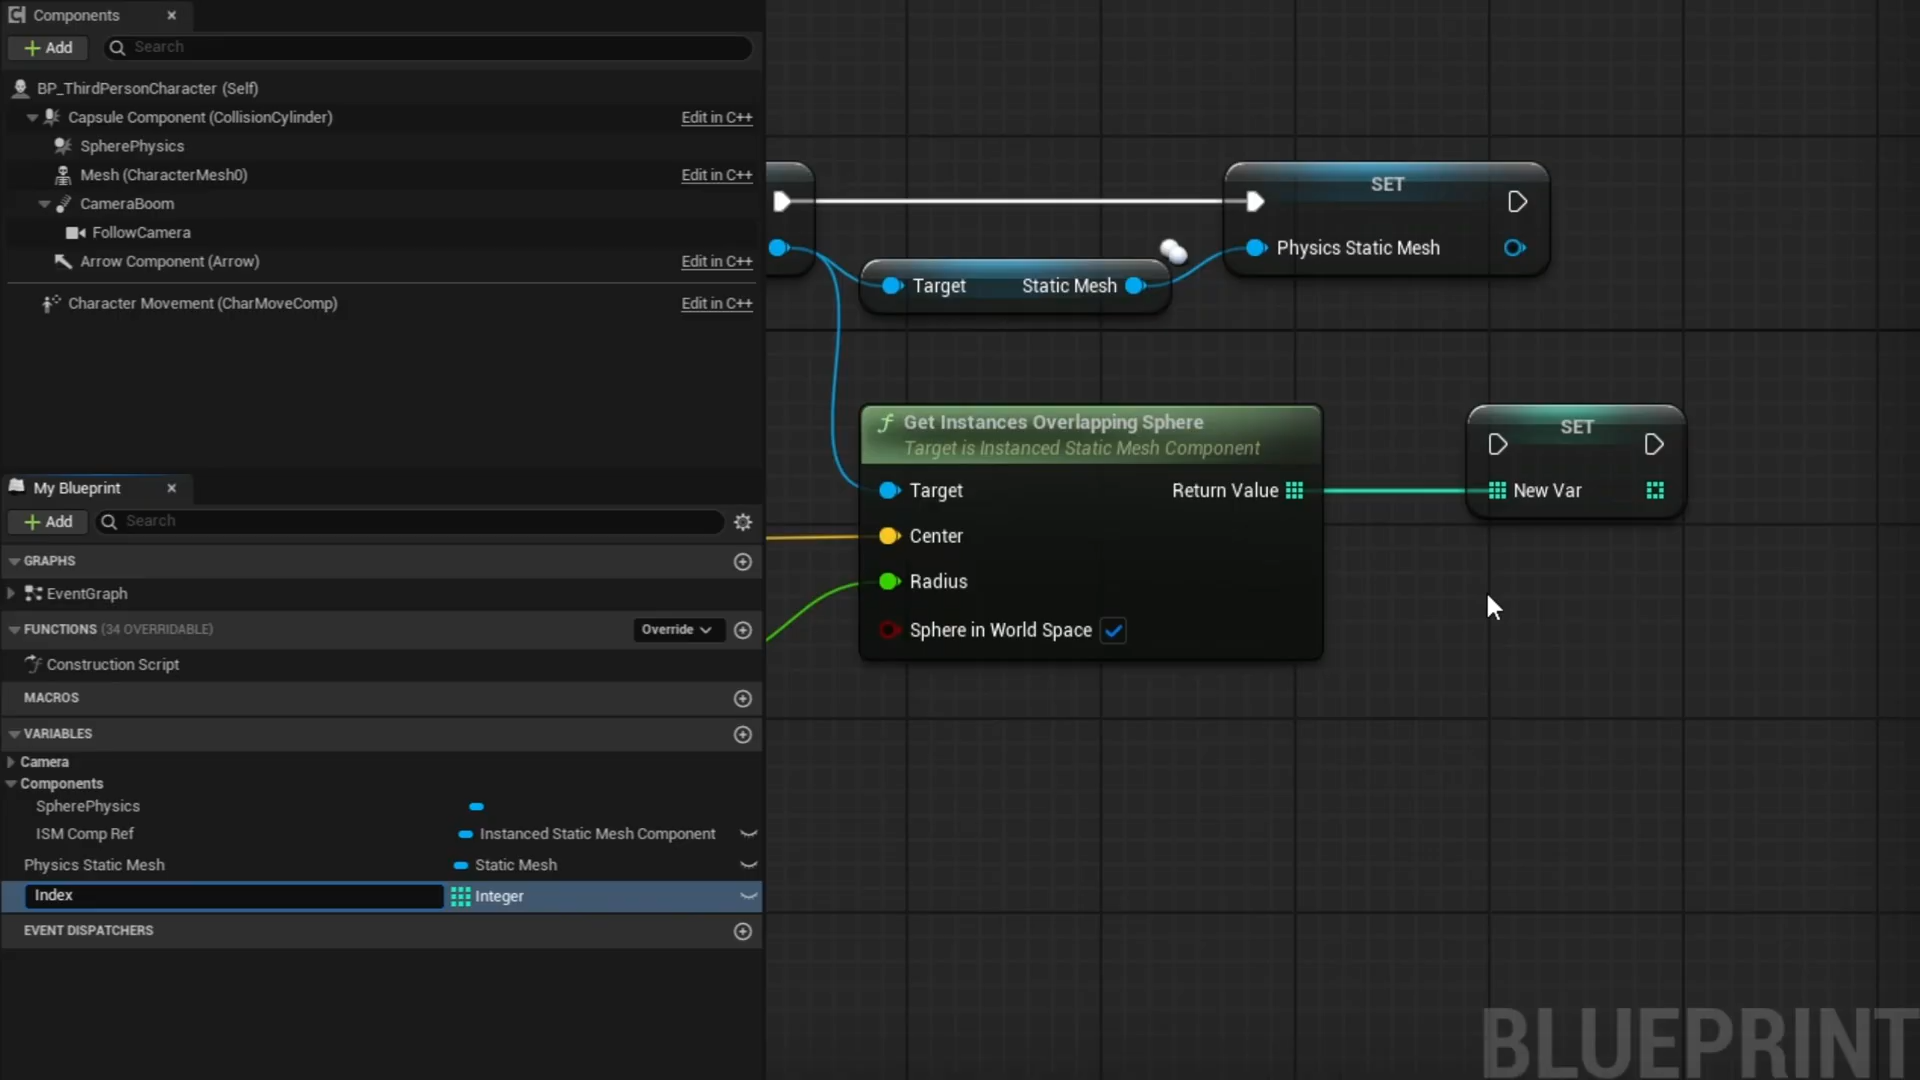 Components
Add
Search
BP_ThirdPersonCharacter (Self)
Capsule Component (CollisionCylinder) Edit in C++
SpherePhysics
Mesh (CharacterMesh0) Edit in C++
CameraBoom
FollowCamera
Arrow Component (Arrow) Edit in C++
Character Movement (CharMoveComp) Edit in C++
My Blueprint
Add
Search
GRAPHS
EventGraph
FUNCTIONS (34 OVERRIDABLE) Override
Construction Script
MACROS
VARIABLES
Camera
Components
SpherePhysics
ISM Comp Ref Instanced Static Mesh Component
Physics Static Mesh Static Mesh
Index Integer
EVENT DISPATCHERS
SET
Physics Static Mesh
Target Static Mesh
Get Instances Overlapping Sphere
Target is Instanced Static Mesh Component
Target Return Value
Center
Radius
Sphere in World Space
SET
New Var
BLUEPRINT